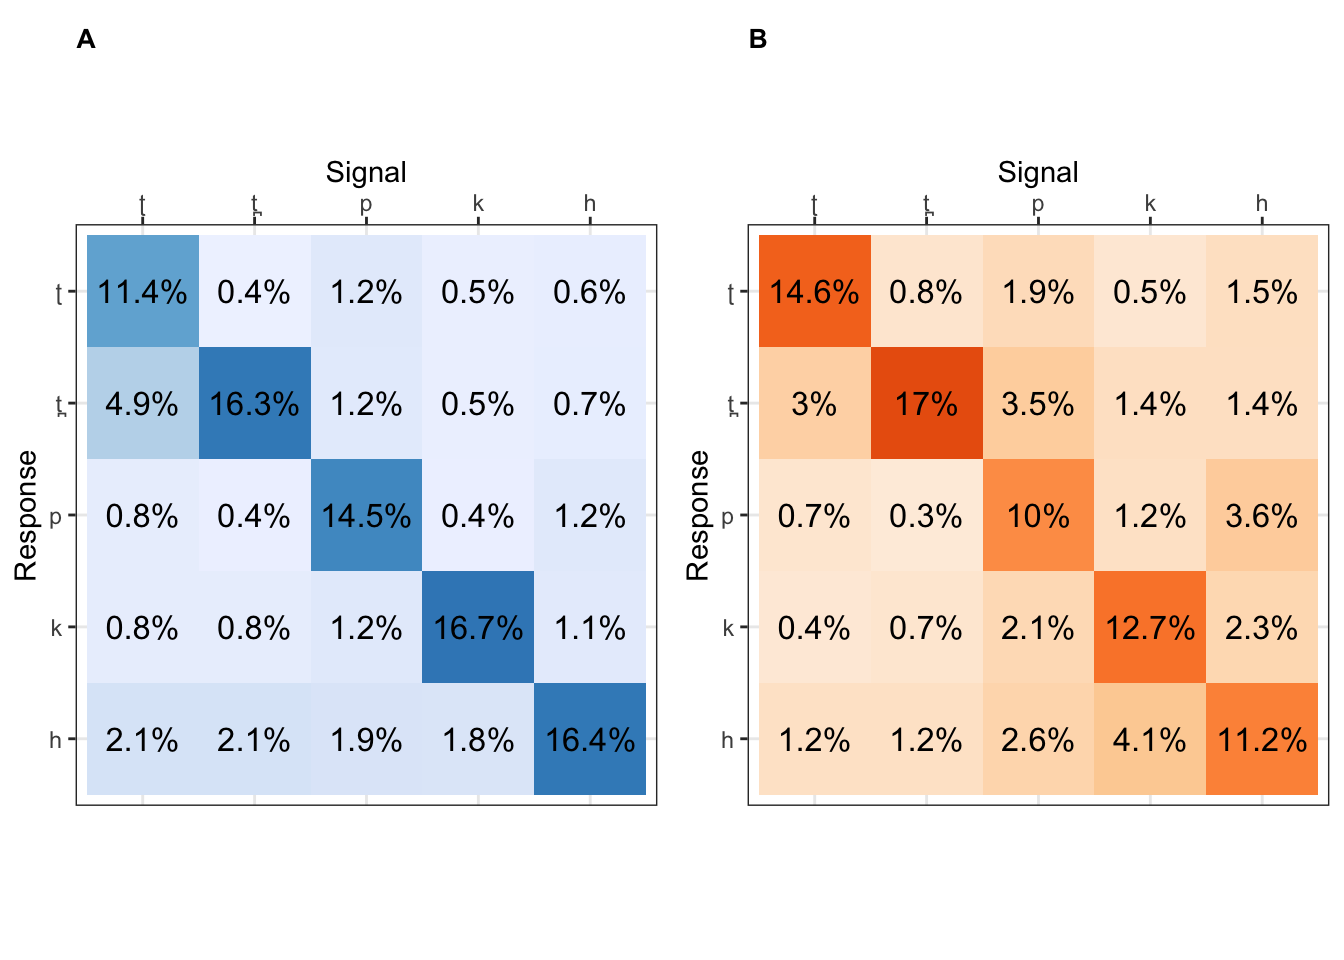 A
Signal
ʈ t̪ p k h
ʈ 11.4% 0.4% 1.2% 0.5% 0.6%
t̪ 4.9% 16.3% 1.2% 0.5% 0.7%
p 0.8% 0.4% 14.5% 0.4% 1.2%
k 0.8% 0.8% 1.2% 16.7% 1.1%
h 2.1% 2.1% 1.9% 1.8% 16.4%
Response
B
Signal
ʈ t̪ p k h
ʈ 14.6% 0.8% 1.9% 0.5% 1.5%
t̪ 3% 17% 3.5% 1.4% 1.4%
p 0.7% 0.3% 10% 1.2% 3.6%
k 0.4% 0.7% 2.1% 12.7% 2.3%
h 1.2% 1.2% 2.6% 4.1% 11.2%
Response